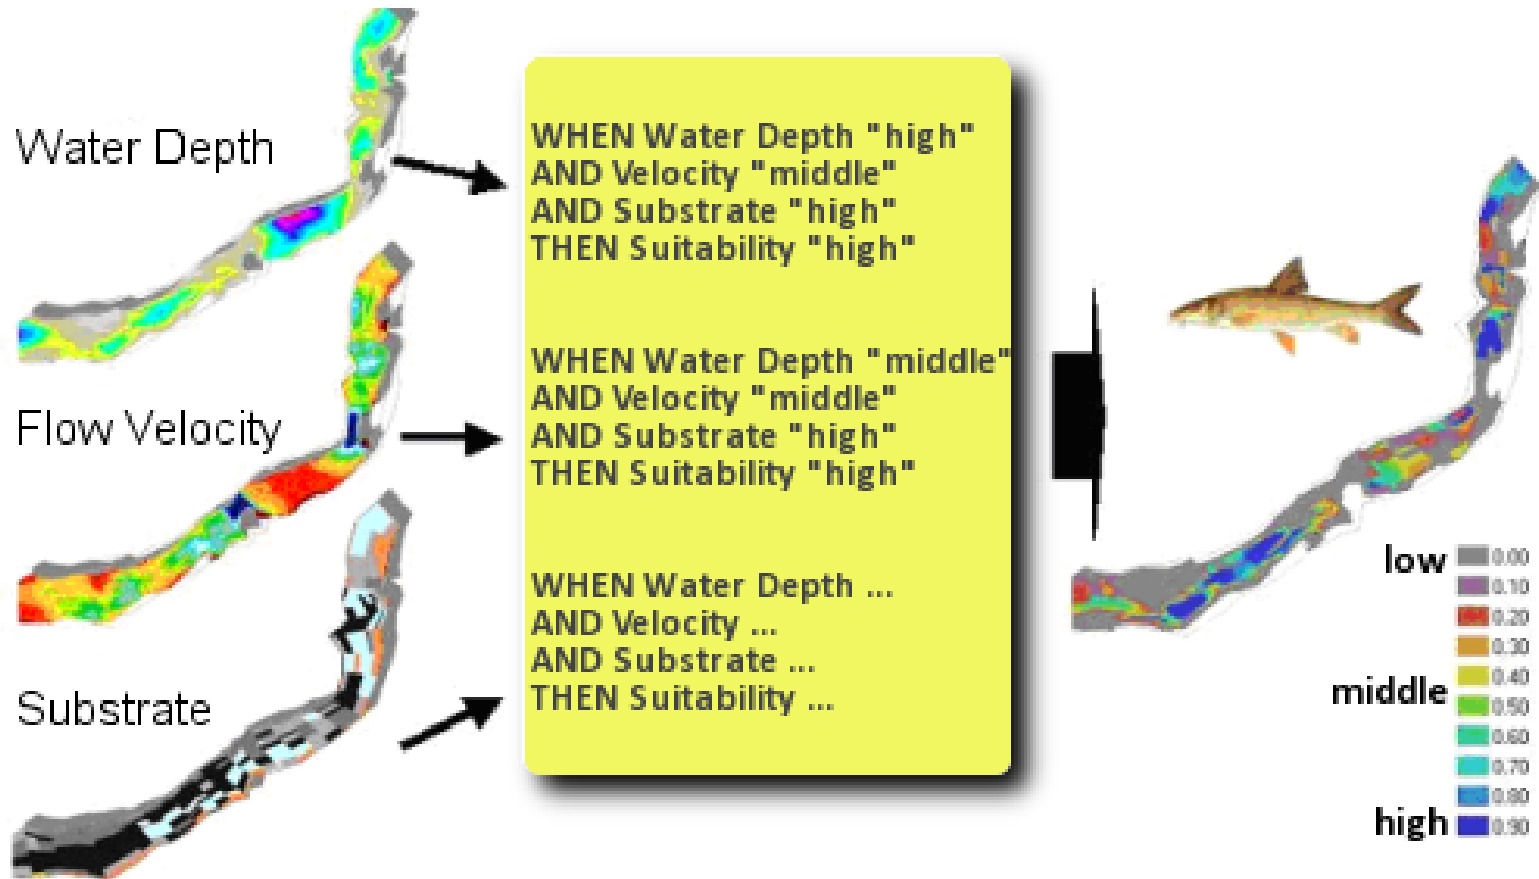 Water Depth
Flow Velocity
Substrate
WHEN Water Depth "high"
AND Velocity "middle"
AND Substrate "high"
THEN Suitability "high"
WHEN Water Depth "middle"
AND Velocity "middle"
AND Substrate "high"
THEN Suitability "high"
WHEN Water Depth ...
AND Velocity ...
AND Substrate ...
THEN Suitability ...
low 0.00
0.10
0.20
0.30
0.40
middle 0.50
0.60
0.70
0.80
high 0.90